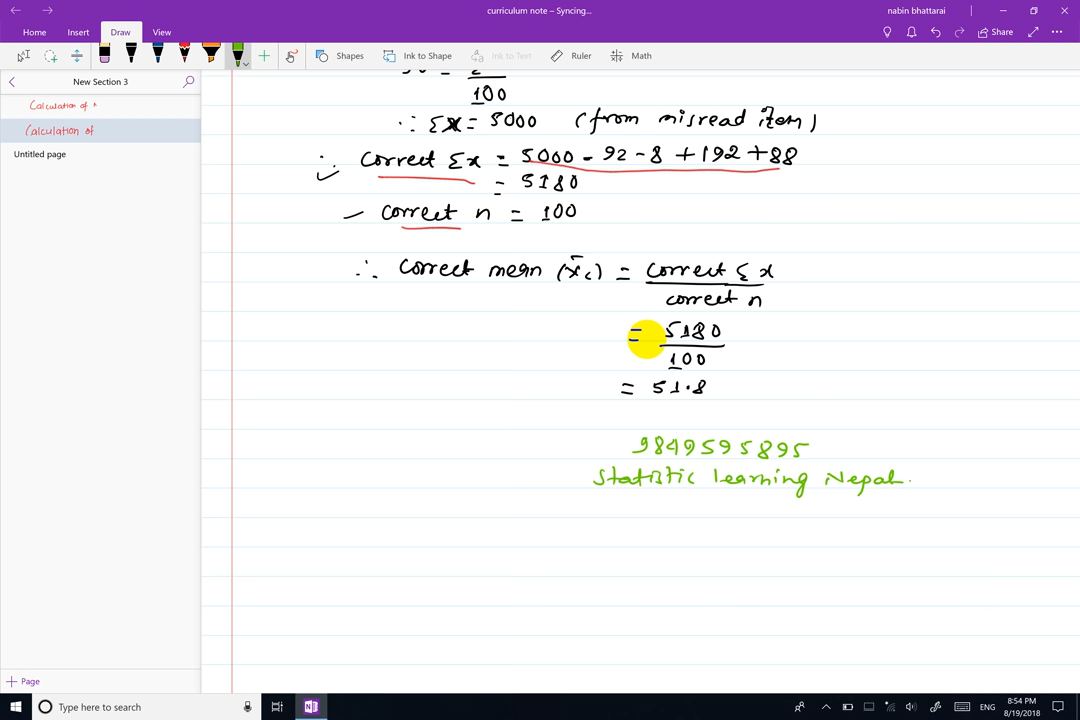 curriculum note – Syncing...
nabin bhattarai
Home Insert Draw View
Share
Shapes Ink to Shape Ink to Text Ruler Math
New Section 3
Calculation of
Calculation of
Untitled page
100
∴ Σx = 5000 (from misread item)
∴ correct Σx = 5000 - 92 - 8 + 192 + 88
= 5180
correct n = 100
∴ correct mean (x̄c) = correct Σx
correct n
= 5180
100
= 51.8
9849595895
Statistic learning Nepal.
+ Page
Type here to search
ENG
8:54 PM
8/19/2018